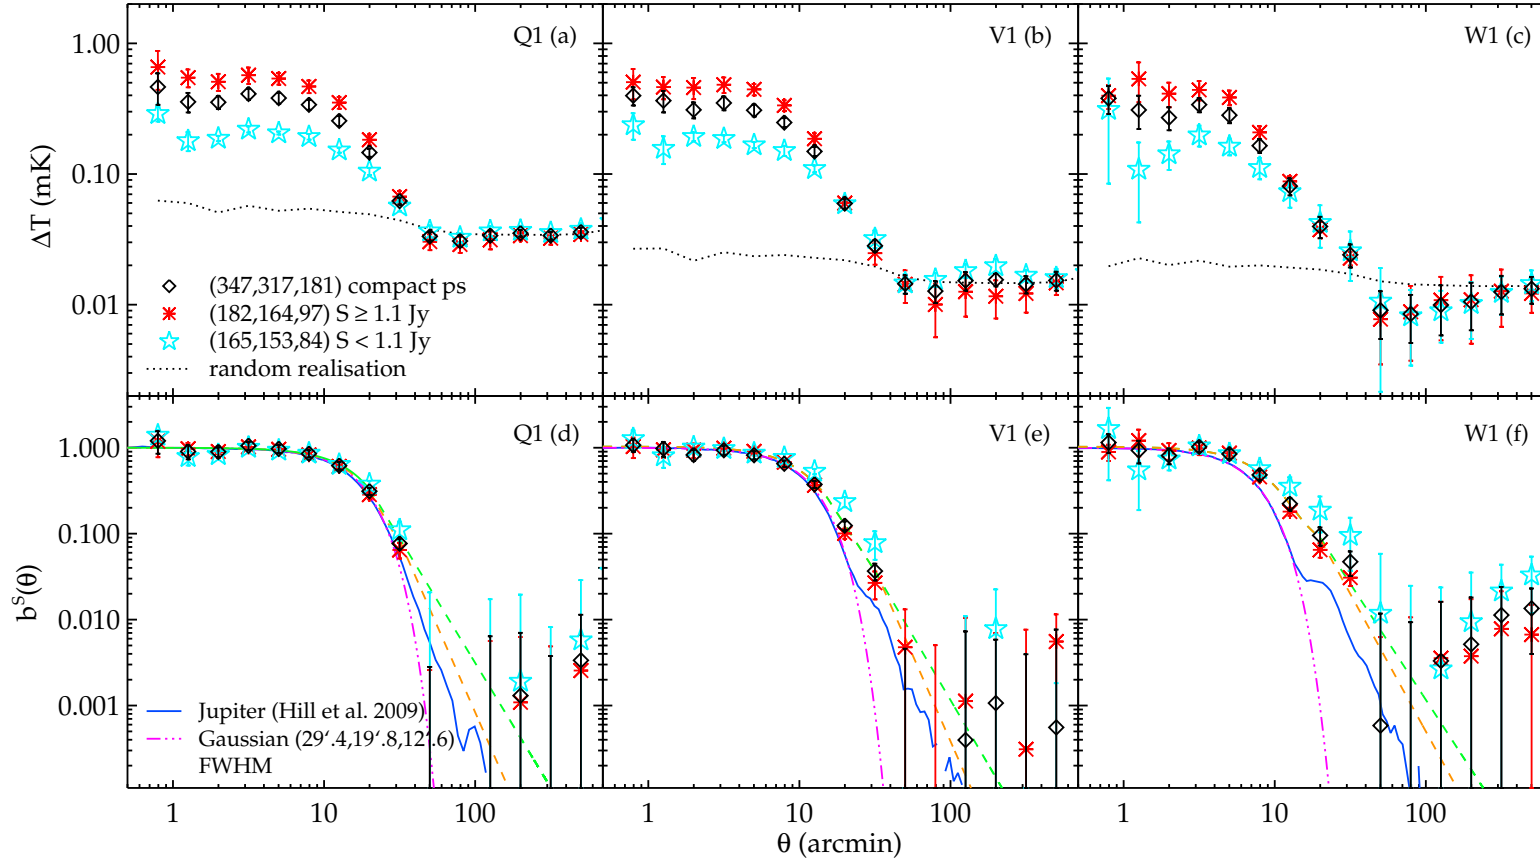 Q1 (a)
V1 (b)
W1 (c)
1.00
0.10
0.01
ΔT (mK)
(347,317,181) compact ps
(182,164,97) S ≥ 1.1 Jy
(165,153,84) S < 1.1 Jy
random realisation
Q1 (d)
V1 (e)
W1 (f)
1.000
0.100
0.010
0.001
b^S(θ)
Jupiter (Hill et al. 2009)
Gaussian (29‘.4,19‘.8,12‘.6)
FWHM
1 10 100
1 10 100
1 10 100
θ (arcmin)